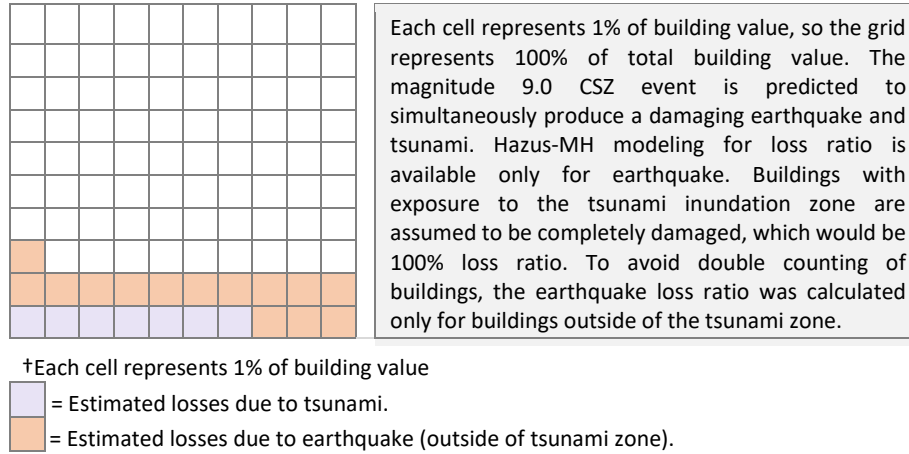 Each cell represents 1% of building value, so the grid
represents 100% of total building value. The
magnitude 9.0 CSZ event is predicted to
simultaneously produce a damaging earthquake and
tsunami. Hazus-MH modeling for loss ratio is
available only for earthquake. Buildings with
exposure to the tsunami inundation zone are
assumed to be completely damaged, which would be
100% loss ratio. To avoid double counting of
buildings, the earthquake loss ratio was calculated
only for buildings outside of the tsunami zone.
†Each cell represents 1% of building value
= Estimated losses due to tsunami.
= Estimated losses due to earthquake (outside of tsunami zone).